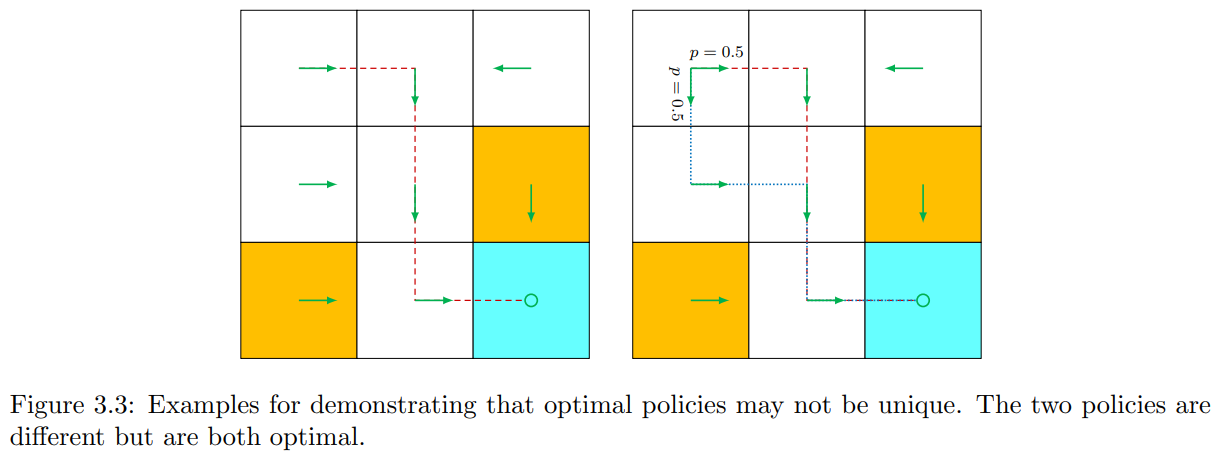 p = 0.5
p = 0.5
Figure 3.3: Examples for demonstrating that optimal policies may not be unique. The two policies are
different but are both optimal.